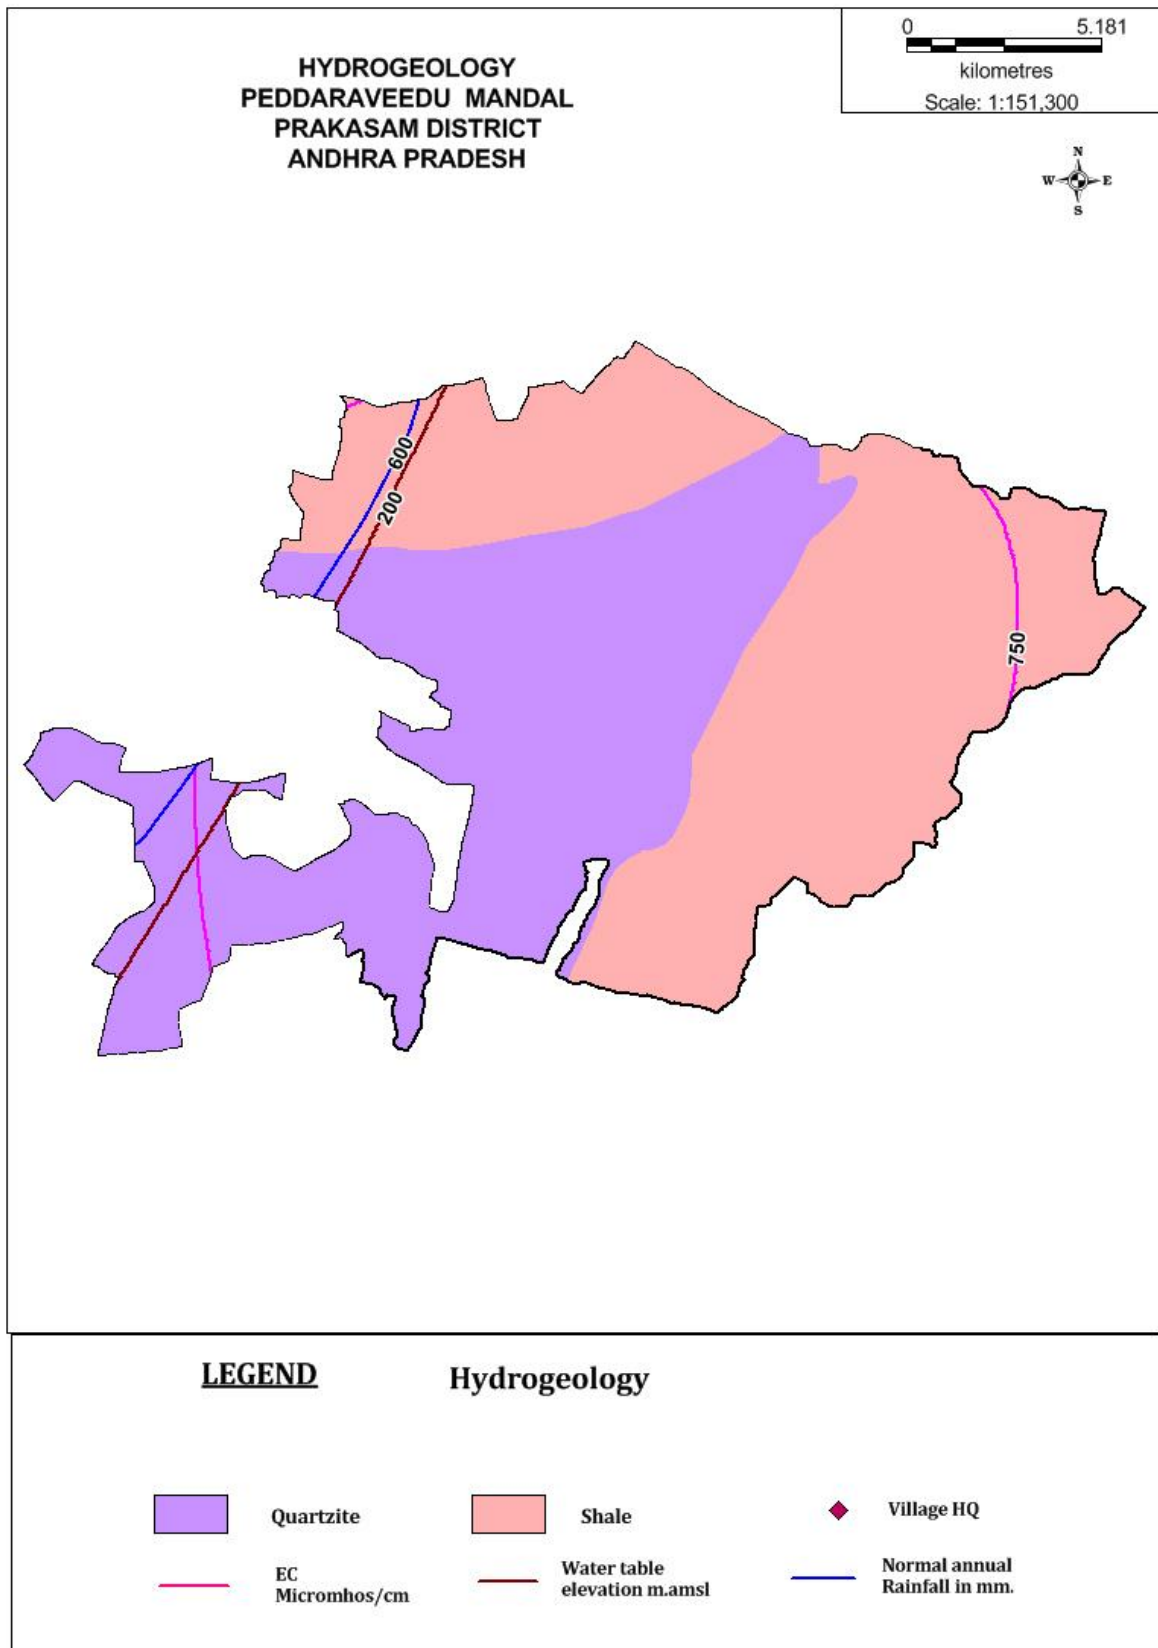 HYDROGEOLOGY
PEDDARAVEEDU MANDAL
PRAKASAM DISTRICT
ANDHRA PRADESH
0 5.181
kilometres
Scale: 1:151,300
N
W E
S
600
200
750
LEGEND Hydrogeology
Quartzite
Shale
Village HQ
EC
Micromhos/cm
Water table
elevation m.amsl
Normal annual
Rainfall in mm.